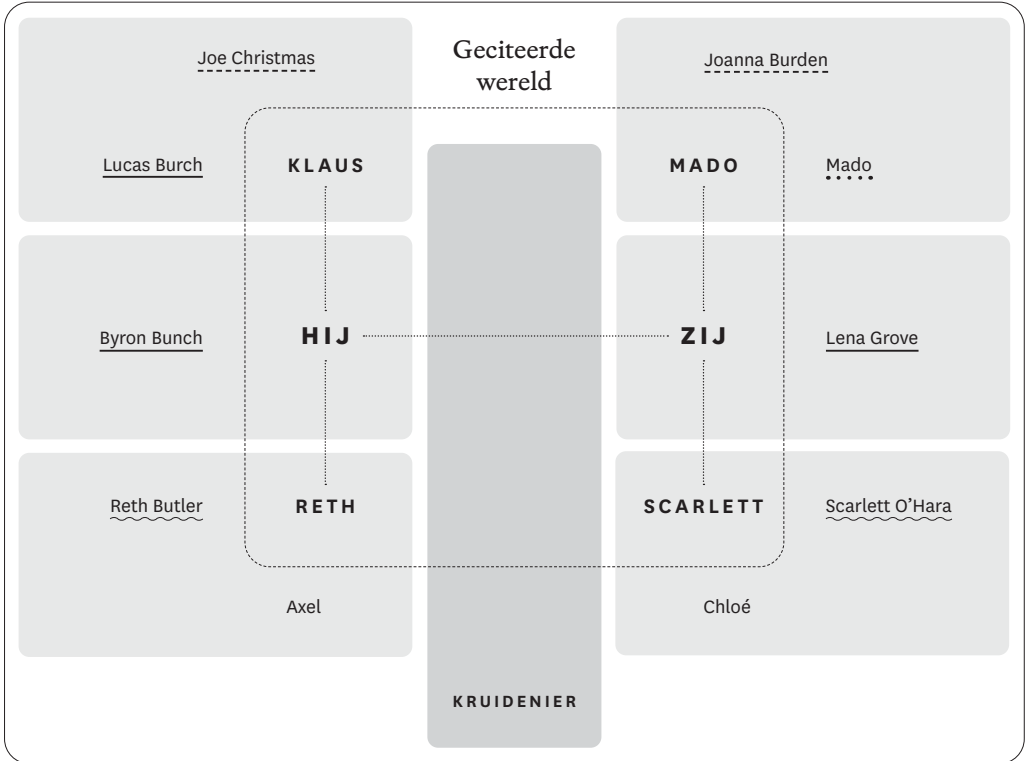 Geciteerde
wereld
Joe Christmas
Joanna Burden
Lucas Burch
KLAUS
MADO
Mado
Byron Bunch
HIJ
ZIJ
Lena Grove
Reth Butler
RETH
SCARLETT
Scarlett O’Hara
Axel
Chloé
KRUIDENIER